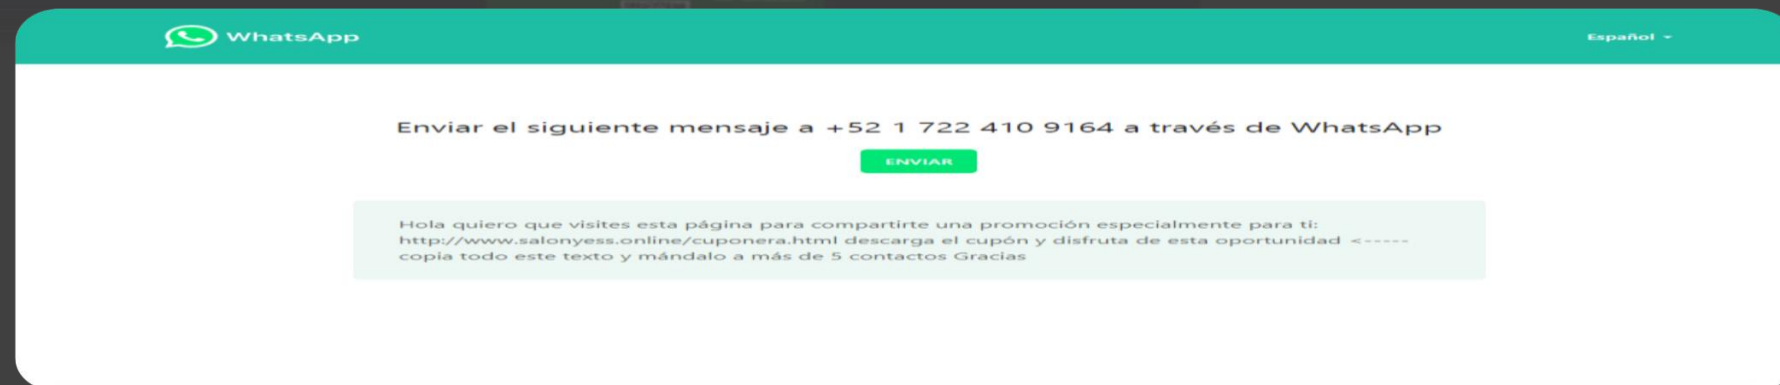 WhatsApp
Español
Enviar el siguiente mensaje a +52 1 722 410 9164 a través de WhatsApp
ENVIAR
Hola quiero que visites esta página para compartirte una promoción especialmente para ti:
http://www.salonyess.online/cuponera.html descarga el cupón y disfruta de esta oportunidad <-----
copia todo este texto y mándalo a más de 5 contactos Gracias